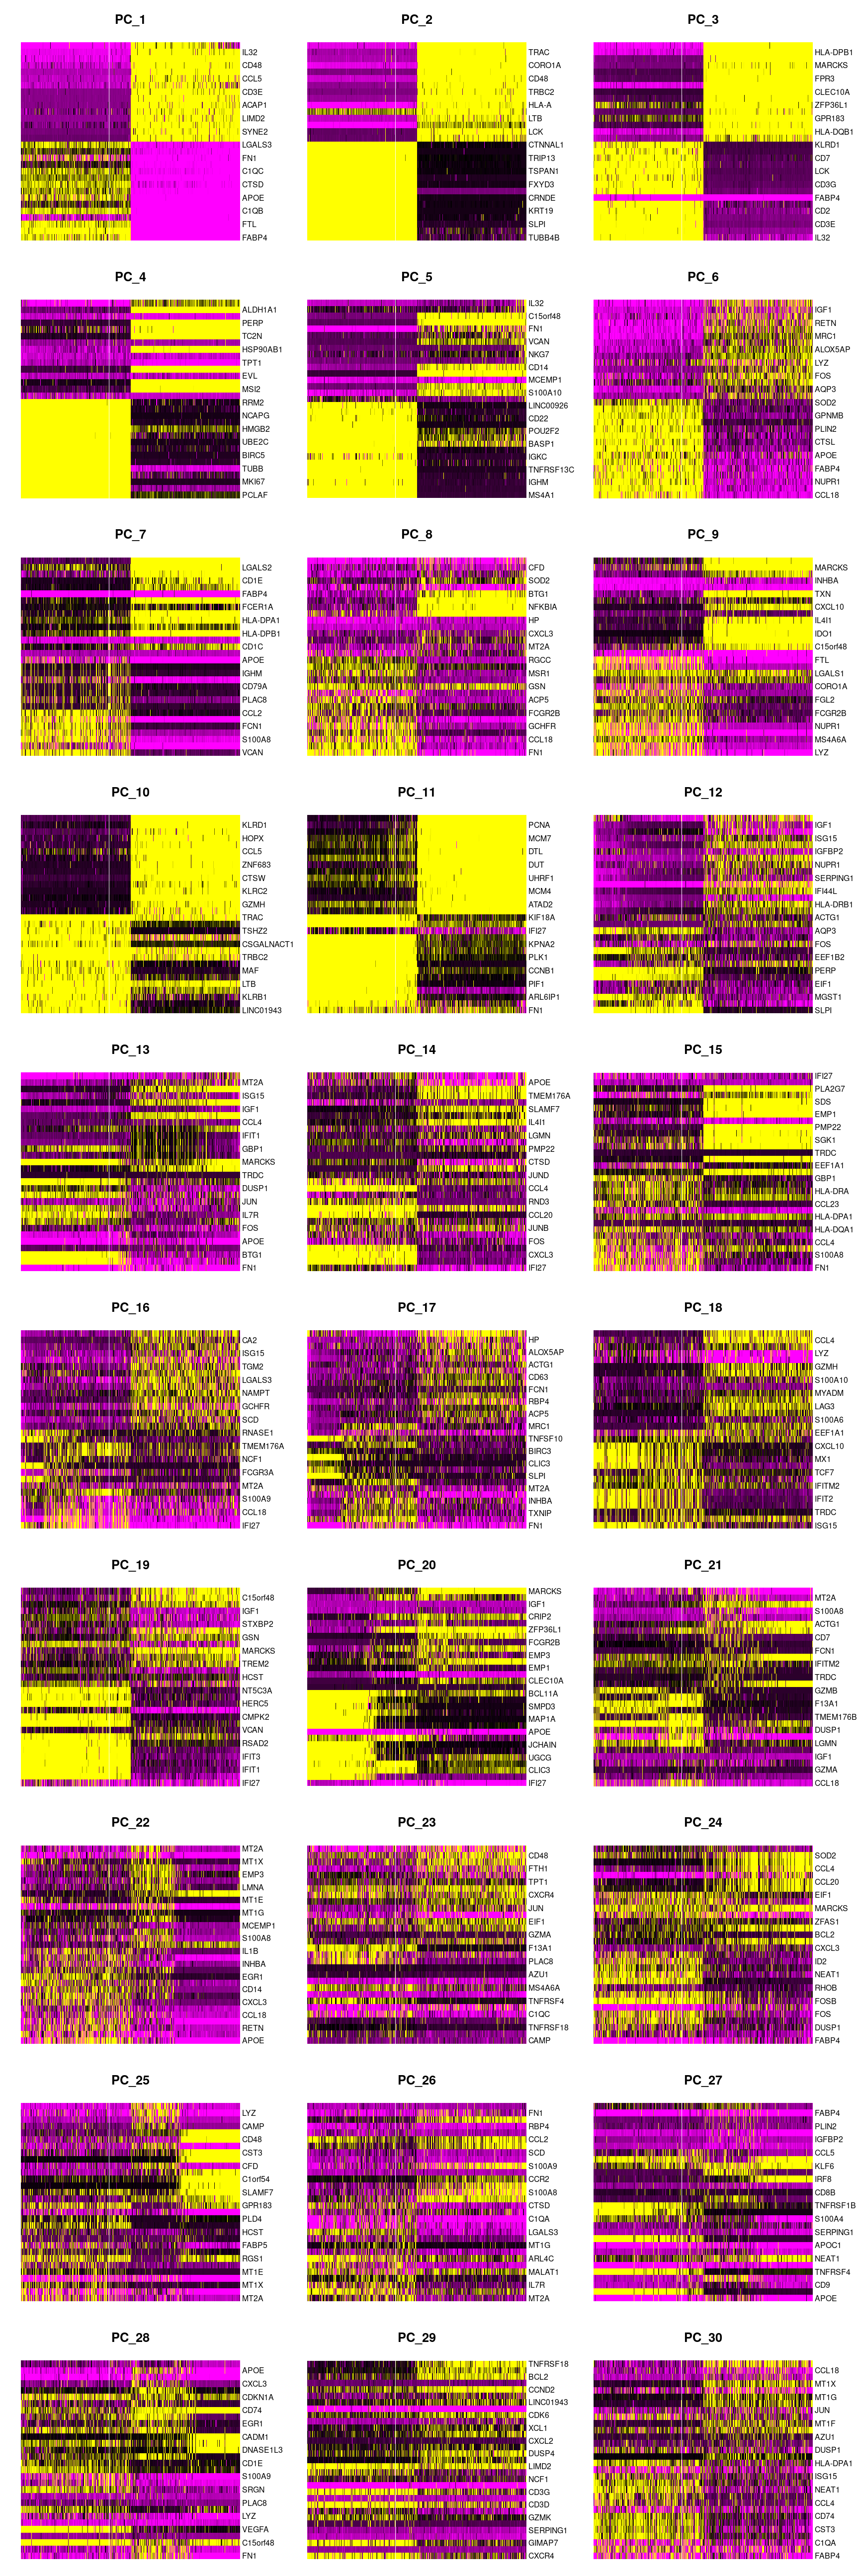 PC_1
IL32
CD48
CCL5
CD3E
ACAP1
LIMD2
SYNE2
LGALS3
FN1
C1QC
CTSD
APOE
C1QB
FTL
FABP4
PC_2
TRAC
CORO1A
CD48
TRBC2
HLA-A
LTB
LCK
CTNNAL1
TRIP13
TSPAN1
FXYD3
CRNDE
KRT19
SLPI
TUBB4B
PC_3
HLA-DPB1
MARCKS
FPR3
CLEC10A
ZFP36L1
GPR183
HLA-DQB1
KLRD1
CD7
LCK
CD3G
FABP4
CD2
CD3E
IL32
PC_4
ALDH1A1
PERP
TC2N
HSP90AB1
TPT1
EVL
MSI2
RRM2
NCAPG
HMGB2
UBE2C
BIRC5
TUBB
MKI67
PCLAF
PC_5
IL32
C15orf48
FN1
VCAN
NKG7
CD14
MCEMP1
S100A10
LINC00926
CD22
POU2F2
BASP1
IGKC
TNFRSF13C
IGHM
MS4A1
PC_6
IGF1
RETN
MRC1
ALOX5AP
LYZ
FOS
AQP3
SOD2
GPNMB
PLIN2
CTSL
APOE
FABP4
NUPR1
CCL18
PC_7
LGALS2
CD1E
FABP4
FCER1A
HLA-DPA1
HLA-DPB1
CD1C
APOE
IGHM
CD79A
PLAC8
CCL2
FCN1
S100A8
VCAN
PC_8
CFD
SOD2
BTG1
NFKBIA
HP
CXCL3
MT2A
RGCC
MSR1
GSN
ACP5
FCGR2B
GCHFR
CCL18
FN1
PC_9
MARCKS
INHBA
TXN
CXCL10
IL4I1
IDO1
C15orf48
FTL
LGALS1
CORO1A
FGL2
FCGR2B
NUPR1
MS4A6A
LYZ
PC_10
KLRD1
HOPX
CCL5
ZNF683
CTSW
KLRC2
GZMH
TRAC
TSHZ2
CSGALNACT1
TRBC2
MAF
LTB
KLRB1
LINC01943
PC_11
PCNA
MCM7
DTL
DUT
UHRF1
MCM4
ATAD2
KIF18A
IFI27
KPNA2
PLK1
CCNB1
PIF1
ARL6IP1
FN1
PC_12
IGF1
ISG15
IGFBP2
NUPR1
SERPING1
IFI44L
HLA-DRB1
ACTG1
AQP3
FOS
EEF1B2
PERP
EIF1
MGST1
SLPI
PC_13
MT2A
ISG15
IGF1
CCL4
IFIT1
GBP1
MARCKS
TRDC
DUSP1
JUN
IL7R
FOS
APOE
BTG1
FN1
PC_14
APOE
TMEM176A
SLAMF7
IL4I1
LGMN
PMP22
CTSD
JUND
CCL4
RND3
CCL20
JUNB
FOS
CXCL3
IFI27
PC_15
IFI27
PLA2G7
SDS
EMP1
PMP22
SGK1
TRDC
EEF1A1
GBP1
HLA-DRA
CCL23
HLA-DPA1
HLA-DQA1
CCL4
S100A8
FN1
PC_16
CA2
ISG15
TGM2
LGALS3
NAMPT
GCHFR
SCD
RNASE1
TMEM176A
NCF1
FCGR3A
MT2A
S100A9
CCL18
IFI27
PC_17
HP
ALOX5AP
ACTG1
CD63
FCN1
RBP4
ACP5
MRC1
TNFSF10
BIRC3
CLIC3
SLPI
MT2A
INHBA
TXNIP
FN1
PC_18
CCL4
LYZ
GZMH
S100A10
MYADM
LAG3
S100A6
EEF1A1
CXCL10
MX1
TCF7
IFITM2
IFIT2
TRDC
ISG15
PC_19
C15orf48
IGF1
STXBP2
GSN
MARCKS
TREM2
HCST
NT5C3A
HERC5
CMPK2
VCAN
RSAD2
IFIT3
IFIT1
IFI27
PC_20
MARCKS
IGF1
CRIP2
ZFP36L1
FCGR2B
EMP3
EMP1
CLEC10A
BCL11A
SMPD3
MAP1A
APOE
JCHAIN
UGCG
CLIC3
IFI27
PC_21
MT2A
S100A8
ACTG1
CD7
FCN1
IFITM2
TRDC
GZMB
F13A1
TMEM176B
DUSP1
LGMN
IGF1
GZMA
CCL18
PC_22
MT2A
MT1X
EMP3
LMNA
MT1E
MT1G
MCEMP1
S100A8
IL1B
INHBA
EGR1
CD14
CXCL3
CCL18
RETN
APOE
PC_23
CD48
FTH1
TPT1
CXCR4
JUN
EIF1
GZMA
F13A1
PLAC8
AZU1
MS4A6A
TNFRSF4
C1QC
TNFRSF18
CAMP
PC_24
SOD2
CCL4
CCL20
EIF1
MARCKS
ZFAS1
BCL2
CXCL3
ID2
NEAT1
RHOB
FOSB
FOS
DUSP1
FABP4
PC_25
LYZ
CAMP
CD48
CST3
CFD
C1orf54
SLAMF7
GPR183
PLD4
HCST
FABP5
RGS1
MT1E
MT1X
MT2A
PC_26
FN1
RBP4
CCL2
SCD
S100A9
CCR2
S100A8
CTSD
C1QA
LGALS3
MT1G
ARL4C
MALAT1
IL7R
MT2A
PC_27
FABP4
PLIN2
IGFBP2
CCL5
KLF6
IRF8
CD8B
TNFRSF1B
S100A4
SERPING1
APOC1
NEAT1
TNFRSF4
CD9
APOE
PC_28
APOE
CXCL3
CDKN1A
CD74
EGR1
CADM1
DNASE1L3
CD1E
S100A9
SRGN
PLAC8
LYZ
VEGFA
C15orf48
FN1
PC_29
TNFRSF18
BCL2
CCND2
LINC01943
CDK6
XCL1
CXCL2
DUSP4
LIMD2
NCF1
CD3G
CD3D
GZMK
SERPING1
GIMAP7
CXCR4
PC_30
CCL18
MT1X
MT1G
JUN
MT1F
AZU1
DUSP1
HLA-DPA1
ISG15
NEAT1
CCL4
CD74
CST3
C1QA
FABP4